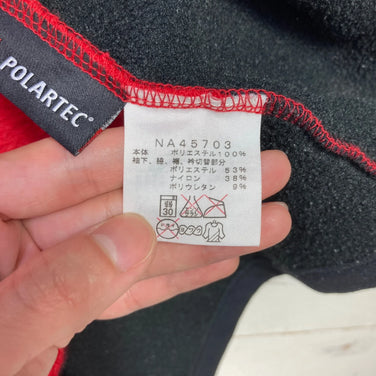 POLARTEC®
NA45703
本体 ポリエステル100%
袖下、脇、裾、衿切替部分
ポリエステル 53%
ナイロン 38%
ポリウレタン 9%
30